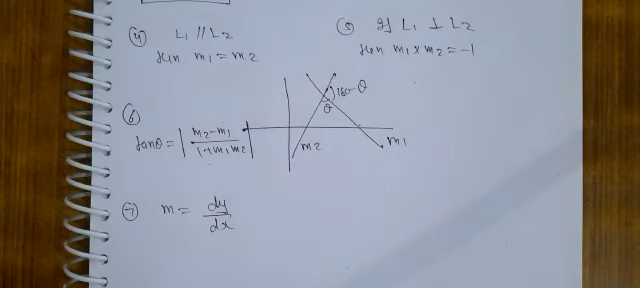 ④ L₁ // L₂
then m₁ = m₂
⑤ If L₁ ⊥ L₂
then m₁ × m₂ = -1
⑥
tanθ = | m₂ - m₁ / 1 + m₁m₂ |
180-θ
θ
m₂
m₁
⑦ m = dy / dx